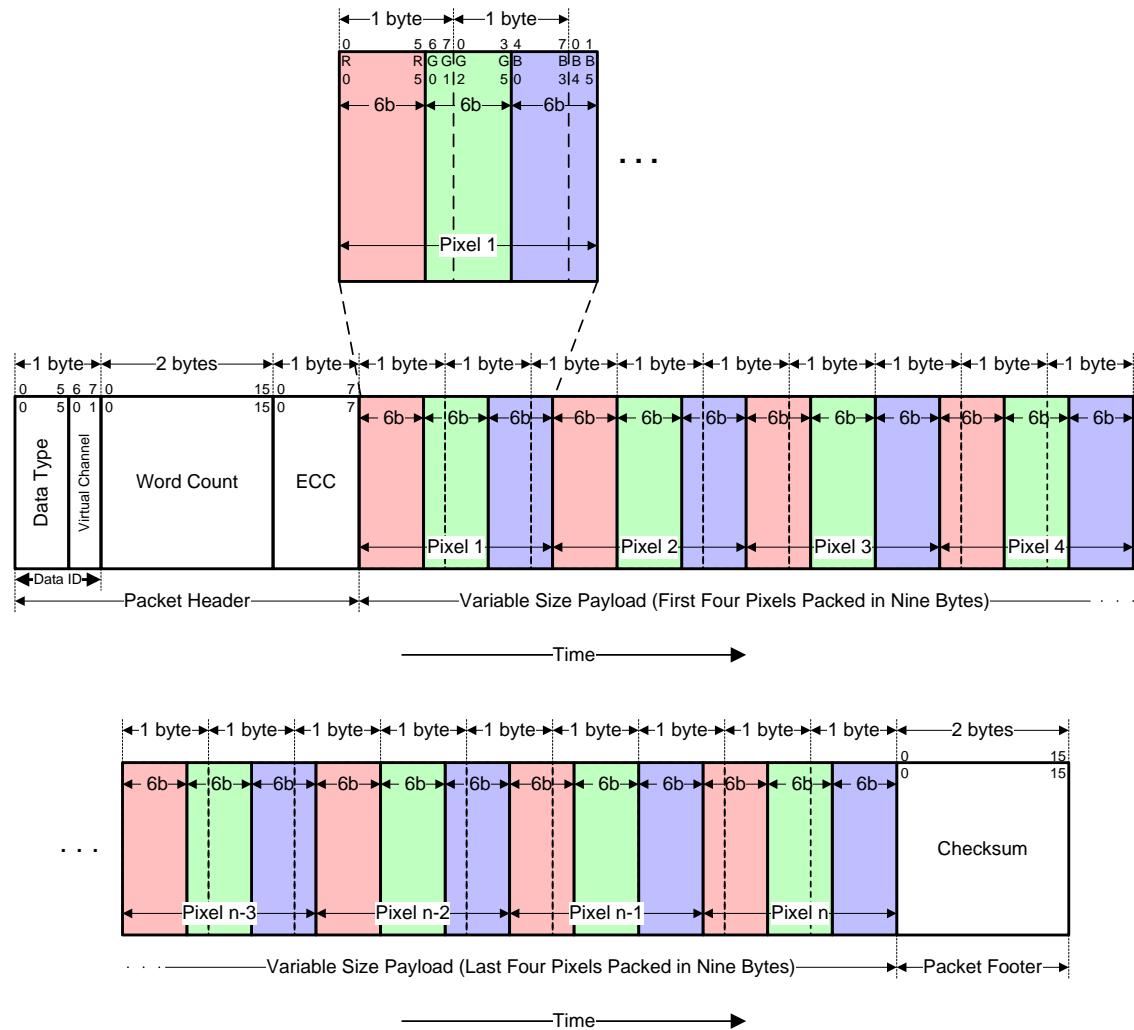 1 byte 1 byte
0 5 6 7 0 3 4 7 0 1
R R G G G G B B B B
0 5 0 1 2 5 0 3 4 5
6b 6b 6b
. . .
Pixel 1
1 byte 2 bytes 1 byte 1 byte 1 byte 1 byte 1 byte 1 byte 1 byte 1 byte 1 byte 1 byte
0 5 6 7 0 15 0 7
0 5 0 1 0 15 0 7
6b 6b 6b 6b 6b 6b 6b 6b 6b 6b 6b 6b
Data Type
Virtual Channel
Word Count
ECC
Pixel 1 Pixel 2 Pixel 3 Pixel 4
Data ID
Packet Header Variable Size Payload (First Four Pixels Packed in Nine Bytes) . . .
Time
1 byte 1 byte 1 byte 1 byte 1 byte 1 byte 1 byte 1 byte 1 byte 2 bytes
0 15
0 15
6b 6b 6b 6b 6b 6b 6b 6b 6b 6b 6b 6b
. . .
Checksum
Pixel n-3 Pixel n-2 Pixel n-1 Pixel n
. . . Variable Size Payload (Last Four Pixels Packed in Nine Bytes) Packet Footer
Time